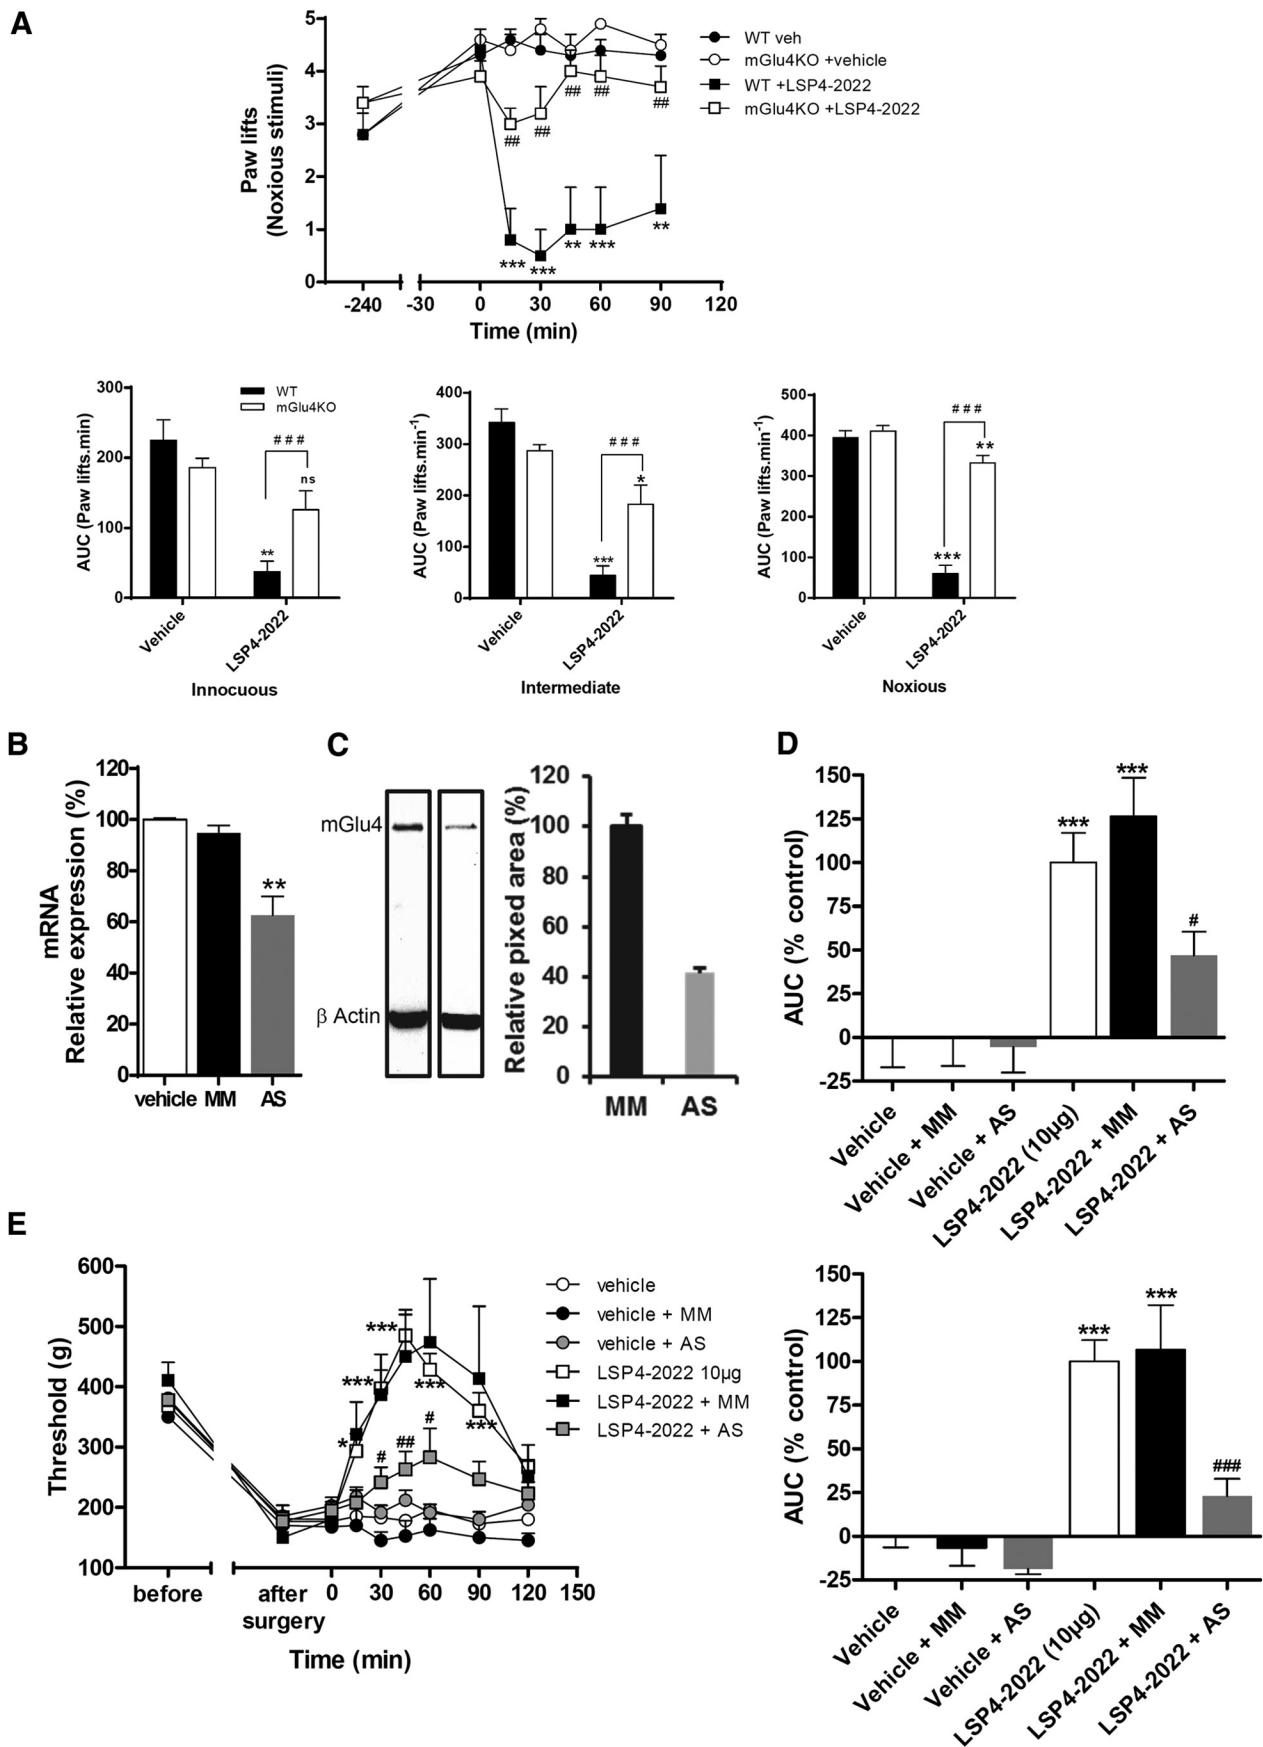 A
5
4
3
2
1
0
Paw lifts
(Noxious stimuli)
WT veh
mGlu4KO +vehicle
WT +LSP4-2022
mGlu4KO +LSP4-2022
## ## ## ## ##
*** *** ** *** **
-240 -30 0 30 60 90 120
Time (min)
300
200
100
0
AUC (Paw lifts.min)
WT
mGlu4KO
# # #
ns
**
Vehicle
LSP4-2022
Innocuous
400
300
200
100
0
AUC (Paw lifts.min-1)
# # #
*
***
Vehicle
LSP4-2022
Intermediate
500
400
300
200
100
0
AUC (Paw lifts.min-1)
# # #
**
***
Vehicle
LSP4-2022
Noxious
B
120
100
80
60
40
20
0
mRNA
Relative expression (%)
**
vehicle MM AS
C
mGlu4
β Actin
120
100
80
60
40
20
0
Relative pixed area (%)
MM AS
D
150
125
100
75
50
25
0
-25
AUC (% control)
***
***
#
Vehicle
Vehicle + MM
Vehicle + AS
LSP4-2022 (10µg)
LSP4-2022 + MM
LSP4-2022 + AS
E
600
500
400
300
200
100
Threshold (g)
* *** *** *** ***
# ## #
vehicle
vehicle + MM
vehicle + AS
LSP4-2022 10µg
LSP4-2022 + MM
LSP4-2022 + AS
before after 0 30 60 90 120 150
surgery
Time (min)
150
125
100
75
50
25
0
-25
AUC (% control)
***
***
###
Vehicle
Vehicle + MM
Vehicle + AS
LSP4-2022 (10µg)
LSP4-2022 + MM
LSP4-2022 + AS